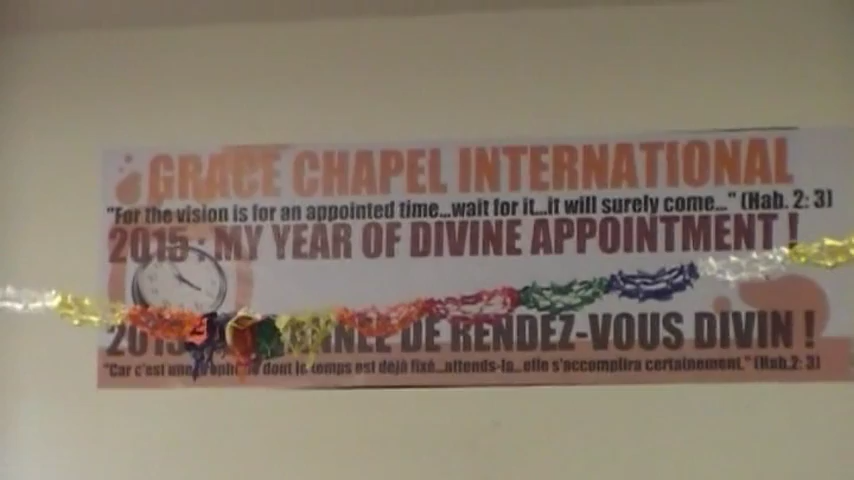 GRACE CHAPEL INTERNATIONAL
"For the vision is for an appointed time...wait for it...it will surely come..." (Hab. 2: 3)
2015 : MY YEAR OF DIVINE APPOINTMENT !
2015 DE RENDEZ-VOUS DIVIN !
"Car c'est une dont le temps est déjà fixé...attends-la...elle s'accomplira certainement." (Hab.2: 3)